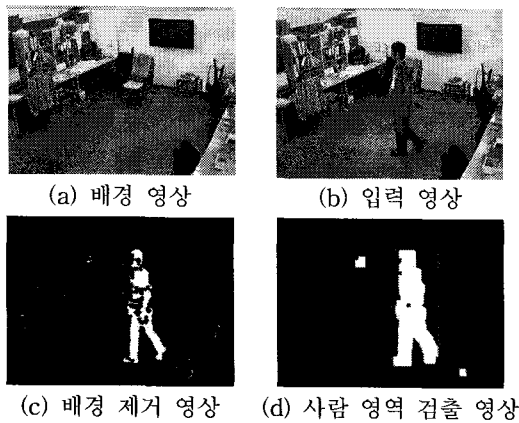 (a) 배경 영상
(b) 입력 영상
(c) 배경 제거 영상
(d) 사람 영역 검출 영상